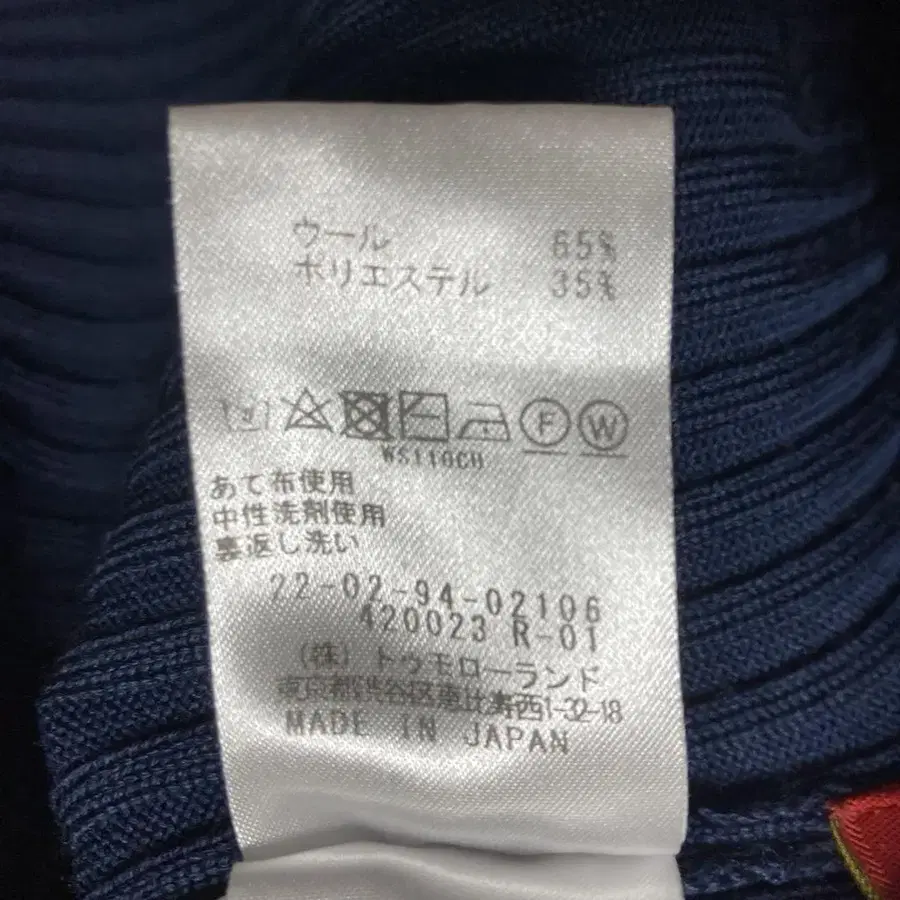 ウール 65%
ポリエステル 35%
F W
WS110CH
あて布使用
中性洗剤使用
裏返し洗い
22-02-94-02106
420023 R-01
(株) トゥモローランド
東京都渋谷区恵比寿西1-32-18
MADE IN JAPAN